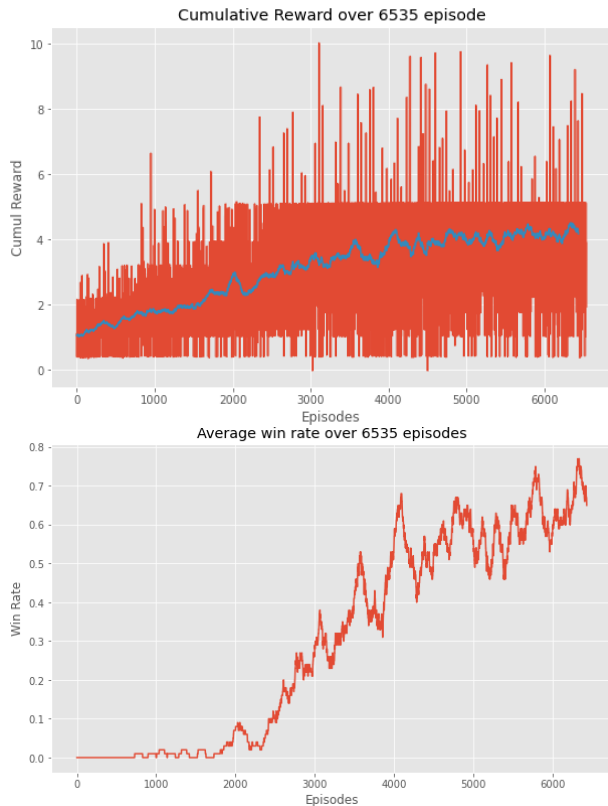 Cumulative Reward over 6535 episode
10
8
6
4
2
0
Cumul Reward
0 1000 2000 3000 4000 5000 6000
Episodes
Average win rate over 6535 episodes
0.8
0.7
0.6
0.5
0.4
0.3
0.2
0.1
0.0
Win Rate
0 1000 2000 3000 4000 5000 6000
Episodes